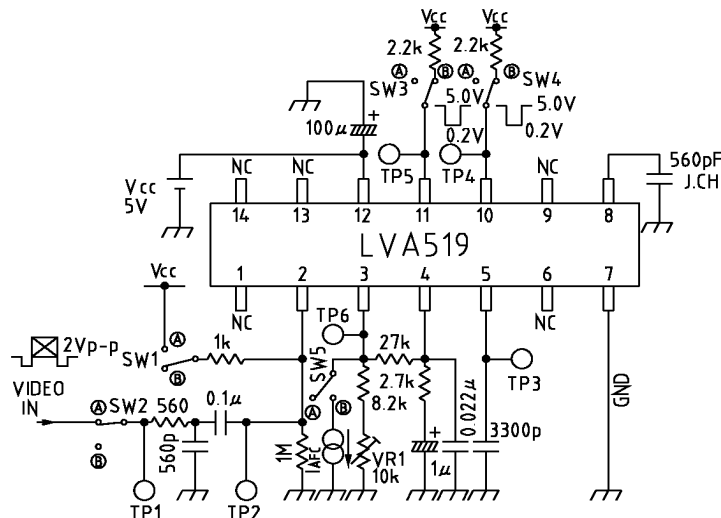 Vcc Vcc
2.2k 2.2k
A B A B
SW3 SW4
5.0V 5.0V
0.2V 0.2V
100μ +
TP5 TP4
560pF
J.CH
Vcc
5V
NC NC NC
14 13 12 11 10 9 8
LVA519
1 2 3 4 5 6 7
NC NC
Vcc
TP6
2Vp-p
A
SW1
B
1k
SW5
27k
TP3
VIDEO
IN
A SW2
B
560
0.1μ
560p
A B
2.7k
8.2k
0.022μ
3300p
GND
1M
IAFC
VR1
10k
+
1μ
TP1 TP2